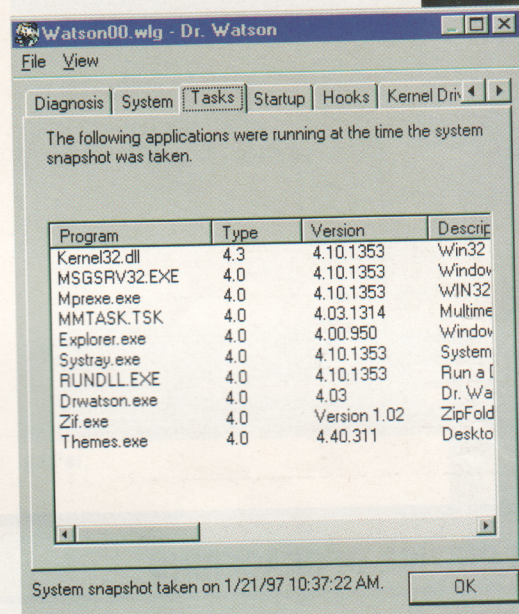 Watson00.wlg - Dr. Watson
File View
Diagnosis System Tasks Startup Hooks Kernel Driv
The following applications were running at the time the system
snapshot was taken.
Program Type Version Descrip
Kernel32.dll 4.3 4.10.1353 Win32
MSGSRV32.EXE 4.0 4.10.1353 Window
Mprexe.exe 4.0 4.10.1353 WIN32
MMTASK.TSK 4.0 4.03.1314 Multime
Explorer.exe 4.0 4.00.950 Window
Systray.exe 4.0 4.10.1353 System
RUNDLL.EXE 4.0 4.10.1353 Run a D
Drwatson.exe 4.0 4.03 Dr. Wa
Zif.exe 4.0 Version 1.02 ZipFold
Themes.exe 4.0 4.40.311 Deskto
System snapshot taken on 1/21/97 10:37:22 AM. OK